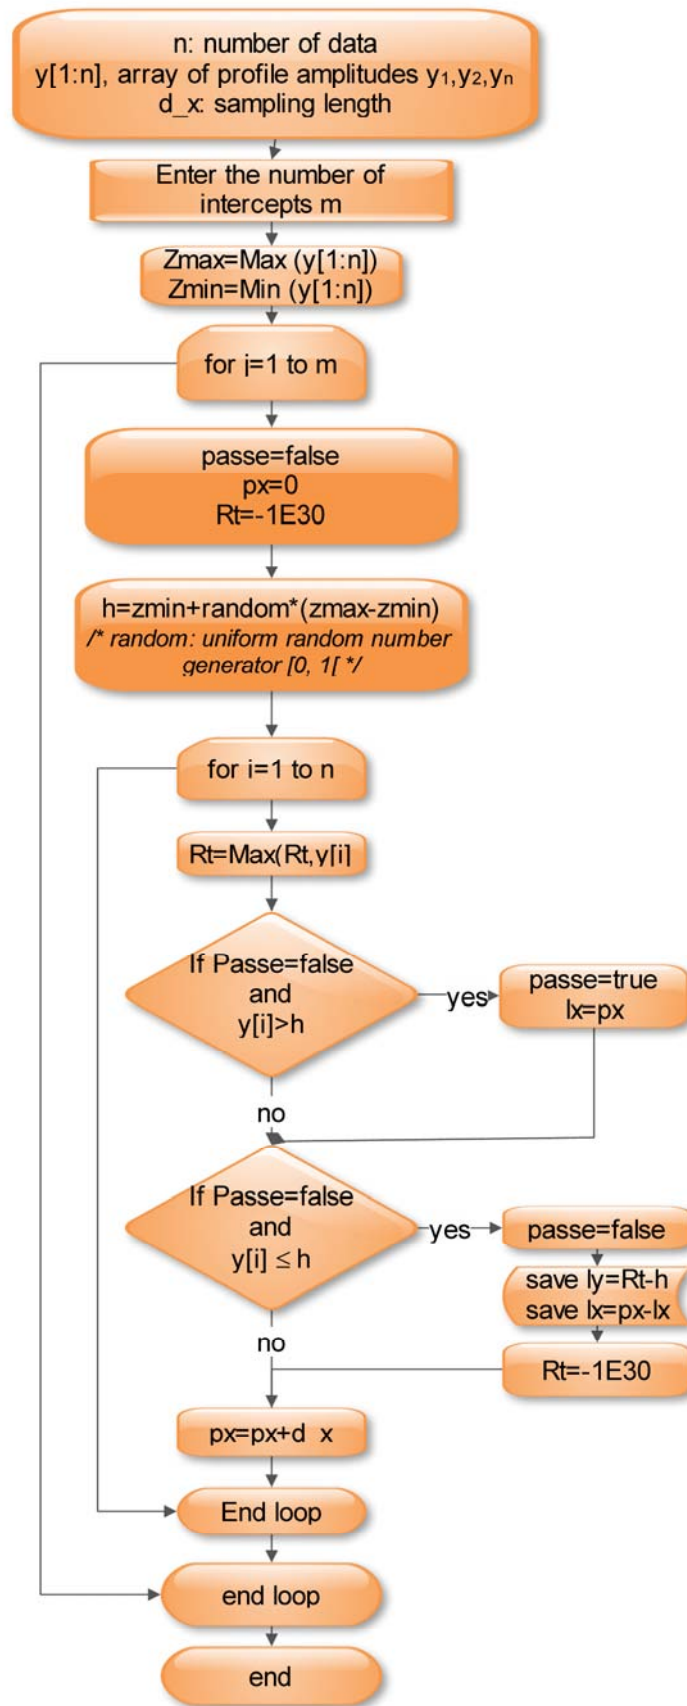 n: number of data
y[1:n], array of profile amplitudes y₁,y₂,yₙ
d_x: sampling length
Enter the number of
intercepts m
Zmax=Max (y[1:n])
Zmin=Min (y[1:n])
for j=1 to m
passe=false
px=0
Rt=-1E30
h=zmin+random*(zmax-zmin)
/* random: uniform random number
generator [0, 1[ */
for i=1 to n
Rt=Max(Rt,y[i]
If Passe=false
and
y[i]>h
yes
passe=true
lx=px
no
If Passe=false
and
y[i] ≤ h
yes
passe=false
save ly=Rt-h
save lx=px-lx
no
Rt=-1E30
px=px+d_x
End loop
end loop
end